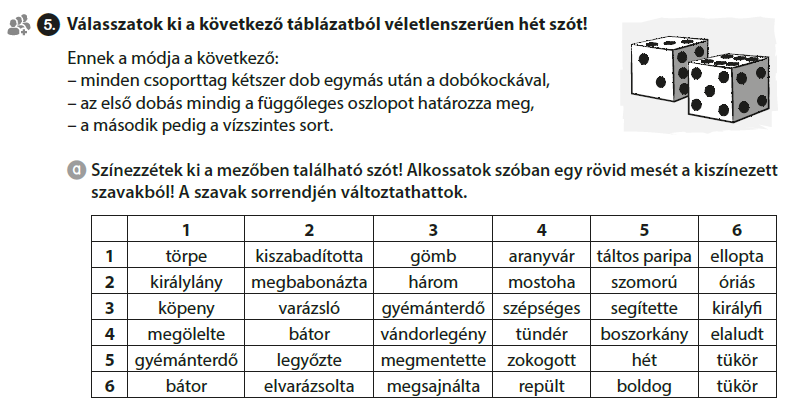 5. Válasszatok ki a következő táblázatból véletlenszerűen hét szót!
Ennek a módja a következő:
– minden csoporttag kétszer dob egymás után a dobókockával,
– az első dobás mindig a függőleges oszlopot határozza meg,
– a második pedig a vízszintes sort.
a Színezzétek ki a mezőben található szót! Alkossatok szóban egy rövid mesét a kiszínezett
szavakból! A szavak sorrendjén változtathattok.
1 2 3 4 5 6
1 törpe kiszabadította gömb aranyvár táltos paripa ellopta
2 királylány megbabonázta három mostoha szomorú óriás
3 köpeny varázsló gyémánterdő szépséges segítette királyfi
4 megölelte bátor vándorlegény tündér boszorkány elaludt
5 gyémánterdő legyőzte megmentette zokogott hét tükör
6 bátor elvarázsolta megsajnálta repült boldog tükör